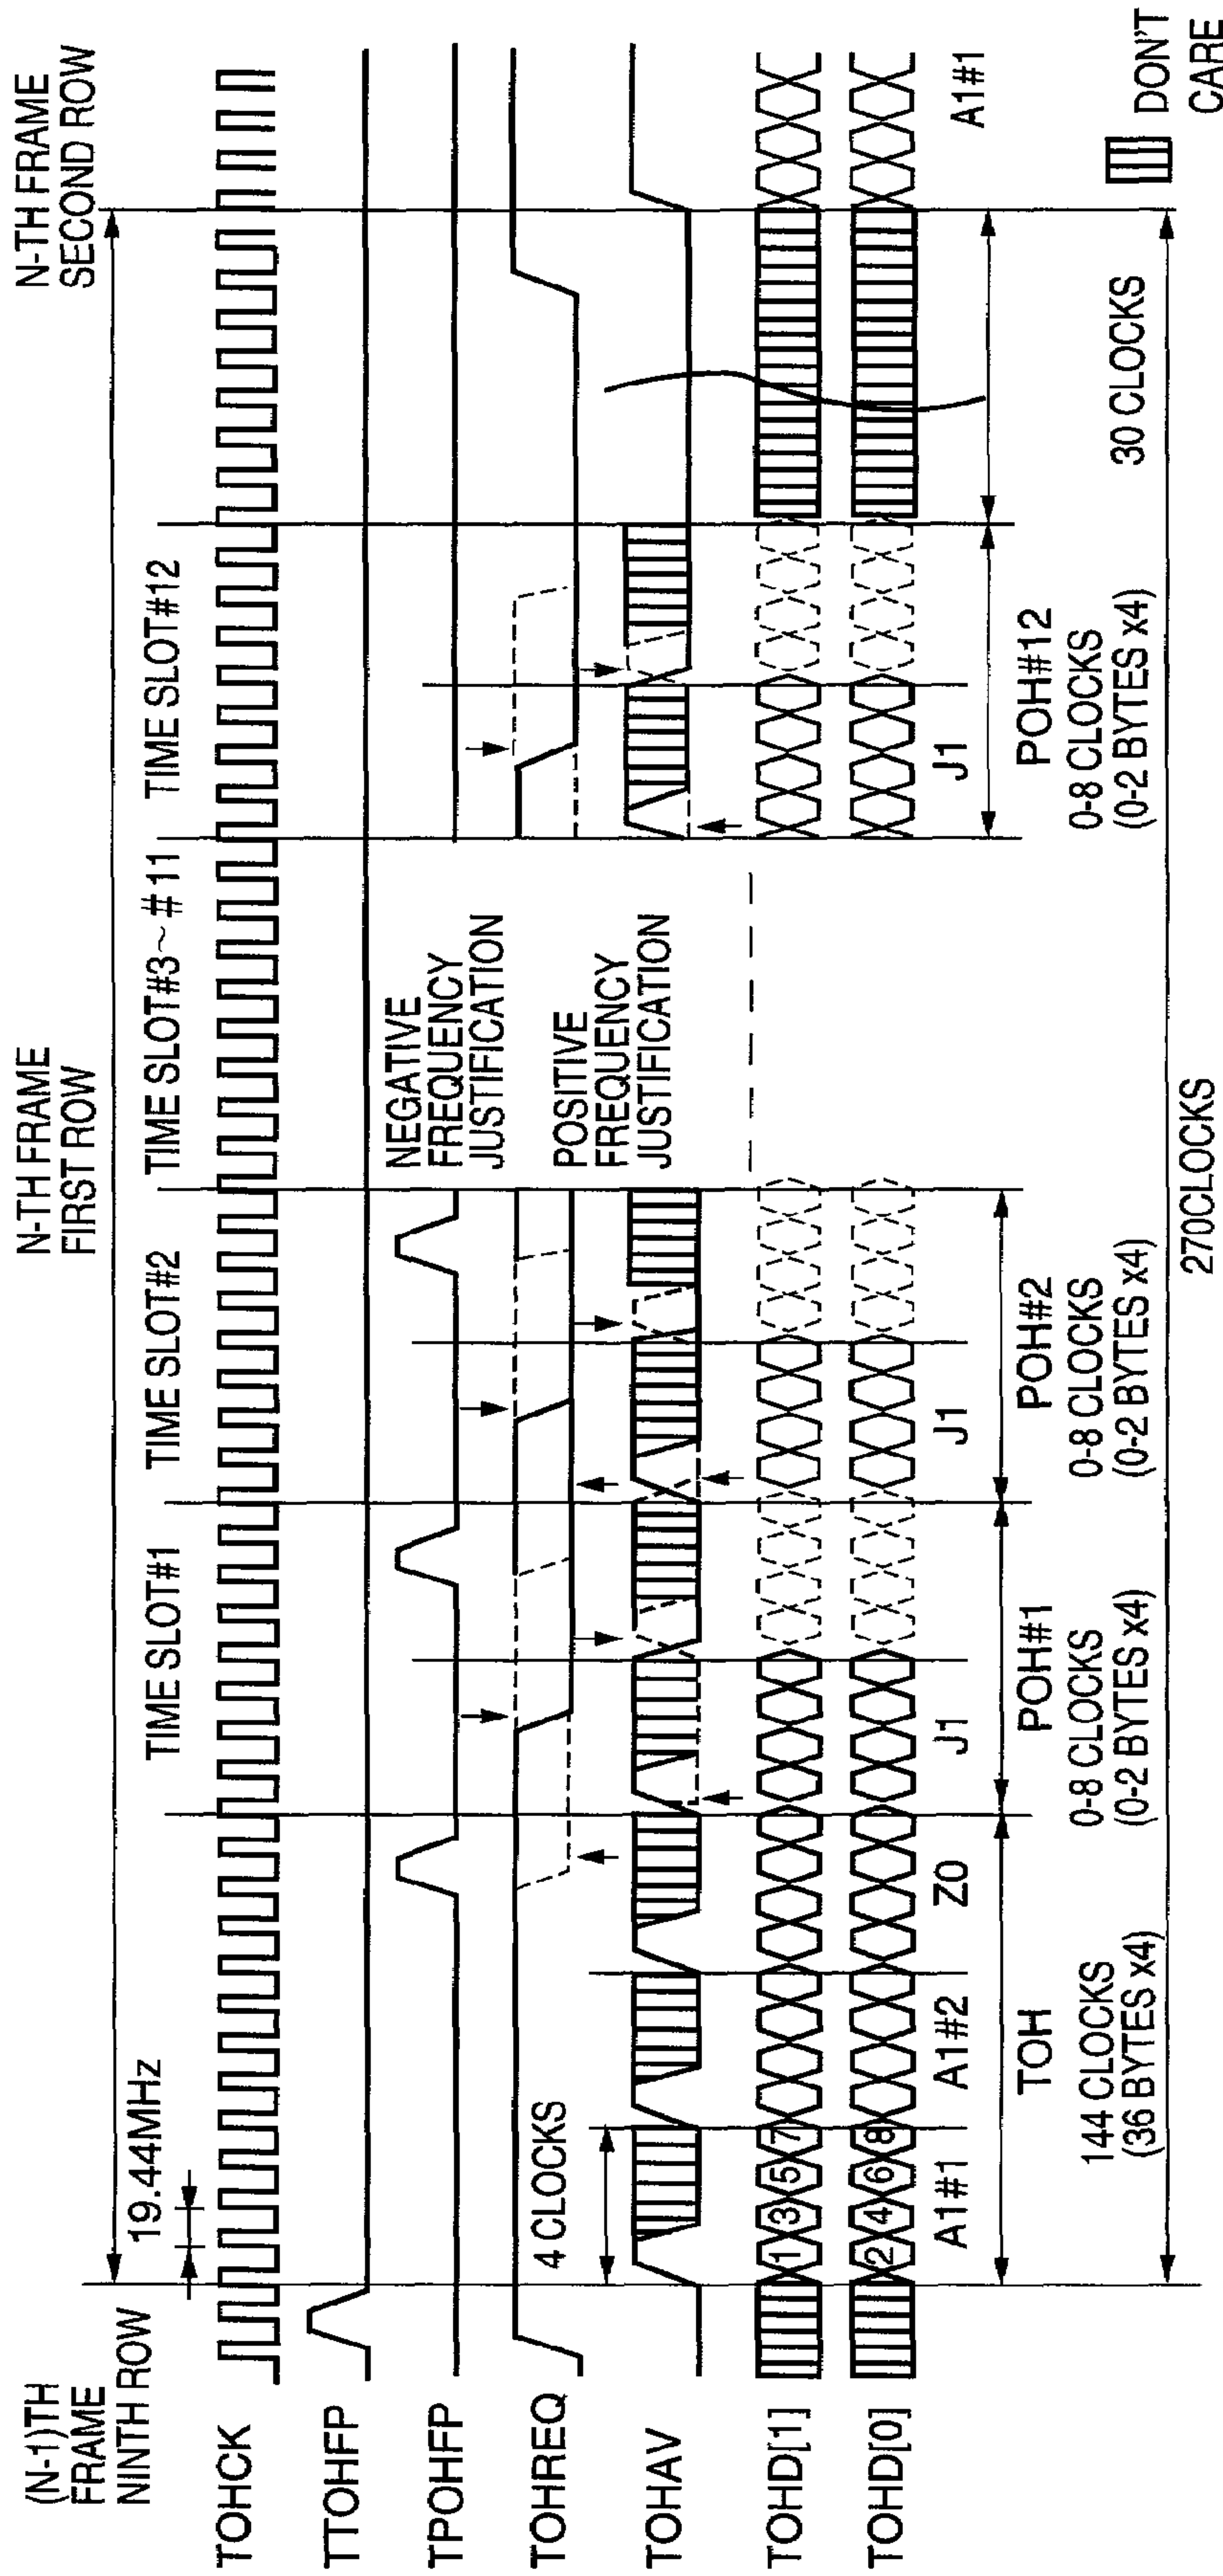 (N-1)TH
FRAME
NINTH ROW
N-TH FRAME
FIRST ROW
N-TH FRAME
SECOND ROW
19.44MHz
TIME SLOT#1
TIME SLOT#2
TIME SLOT#3~#11
TIME SLOT#12
TOHCK
TTOHFP
TPOHFP
NEGATIVE
FREQUENCY
JUSTIFICATION
TOHREQ
4 CLOCKS
POSITIVE
FREQUENCY
JUSTIFICATION
TOHAV
TOHD[1]
1 3 5 7
TOHD[0]
2 4 6 8
A1#1
A1#2
Z0
J1
J1
J1
A1#1
TOH
144 CLOCKS
(36 BYTES x4)
POH#1
0-8 CLOCKS
(0-2 BYTES x4)
POH#2
0-8 CLOCKS
(0-2 BYTES x4)
POH#12
0-8 CLOCKS
(0-2 BYTES x4)
30 CLOCKS
270CLOCKS
DON'T
CARE